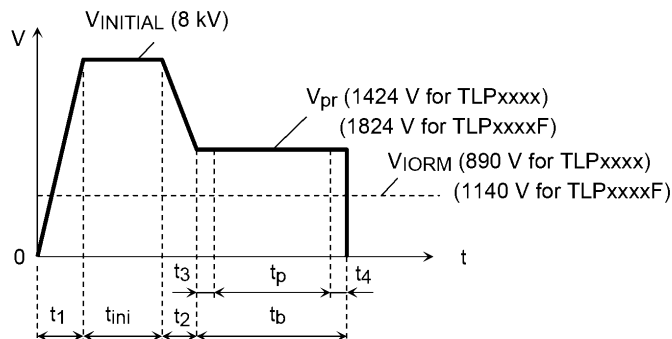 VINITIAL (8 kV)
V
Vpr (1424 V for TLPxxxx)
(1824 V for TLPxxxxF)
VIORM (890 V for TLPxxxx)
(1140 V for TLPxxxxF)
0
t
t3
tp
t4
t1
tini
t2
tb